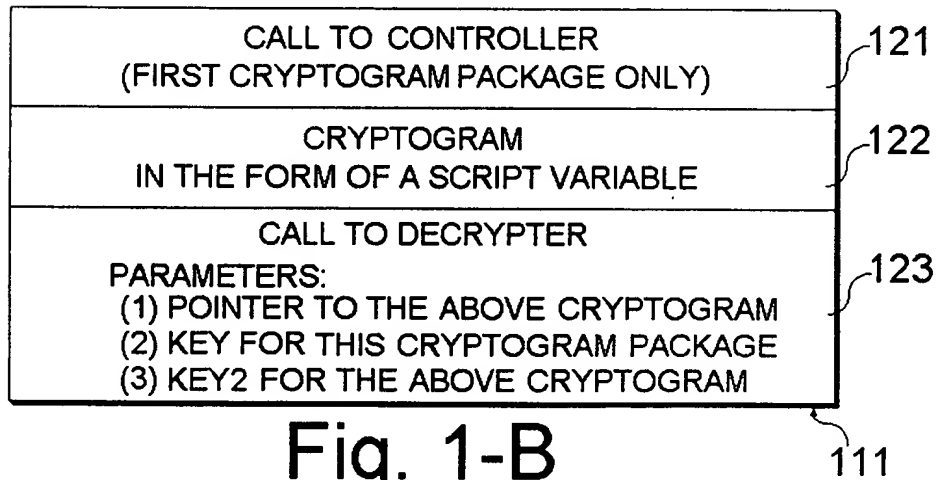 CALL TO CONTROLLER
(FIRST CRYPTOGRAM PACKAGE ONLY)
121
CRYPTOGRAM
IN THE FORM OF A SCRIPT VARIABLE
122
CALL TO DECRYPTER
PARAMETERS:
(1) POINTER TO THE ABOVE CRYPTOGRAM
(2) KEY FOR THIS CRYPTOGRAM PACKAGE
(3) KEY2 FOR THE ABOVE CRYPTOGRAM
123
Fig. 1-B
111